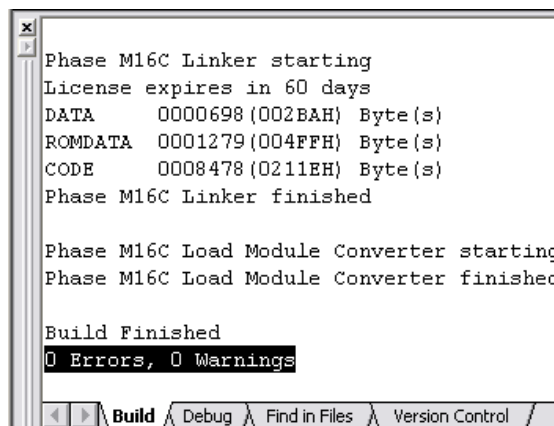 Phase M16C Linker starting
License expires in 60 days
DATA 0000698(002BAH) Byte(s)
ROMDATA 0001279(004FFH) Byte(s)
CODE 0008478(0211EH) Byte(s)
Phase M16C Linker finished
Phase M16C Load Module Converter starting
Phase M16C Load Module Converter finished
Build Finished
0 Errors, 0 Warnings
Build Debug Find in Files Version Control